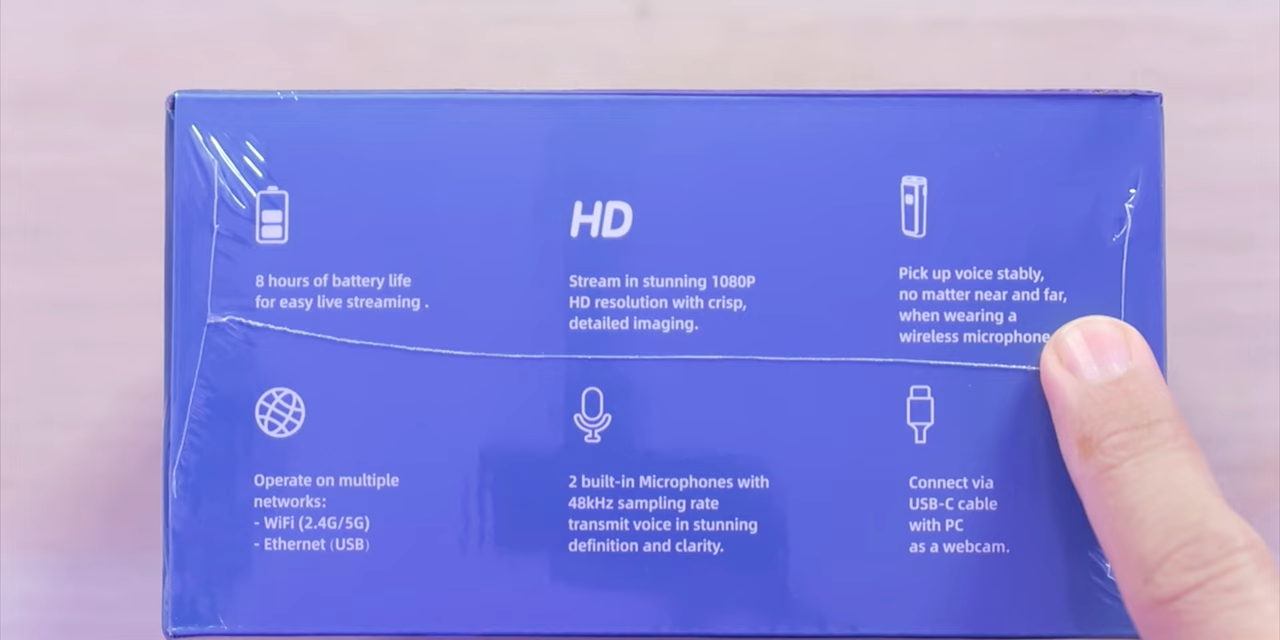 8 hours of battery life
for easy live streaming .
HD
Stream in stunning 1080P
HD resolution with crisp,
detailed imaging.
Pick up voice stably,
no matter near and far,
when wearing a
wireless microphone
Operate on multiple
networks:
- WiFi (2.4G/5G)
- Ethernet (USB)
2 built-in Microphones with
48kHz sampling rate
transmit voice in stunning
definition and clarity.
Connect via
USB-C cable
with PC
as a webcam.